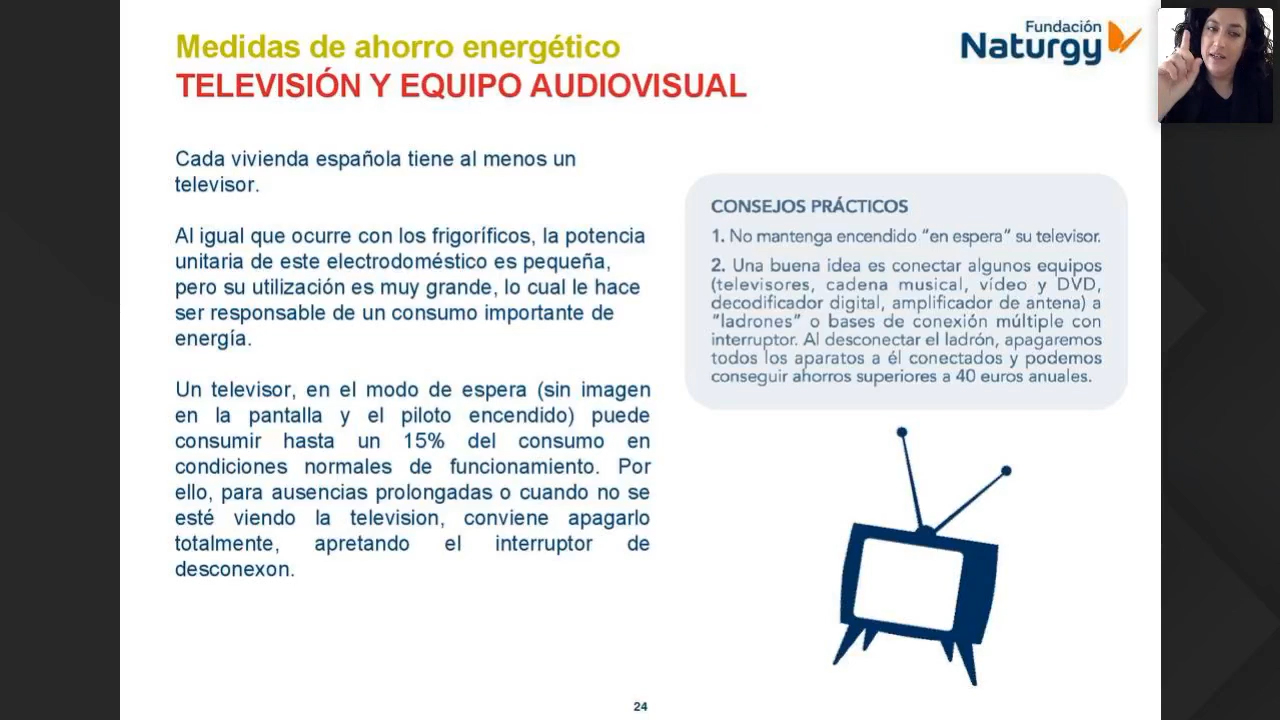 Medidas de ahorro energético
TELEVISIÓN Y EQUIPO AUDIOVISUAL
Fundación
Naturgy
Cada vivienda española tiene al menos un
televisor.
Al igual que ocurre con los frigoríficos, la potencia
unitaria de este electrodoméstico es pequeña,
pero su utilización es muy grande, lo cual le hace
ser responsable de un consumo importante de
energía.
Un televisor, en el modo de espera (sin imagen
en la pantalla y el piloto encendido) puede
consumir hasta un 15% del consumo en
condiciones normales de funcionamiento. Por
ello, para ausencias prolongadas o cuando no se
esté viendo la television, conviene apagarlo
totalmente, apretando el interruptor de
desconexon.
CONSEJOS PRÁCTICOS
1. No mantenga encendido “en espera” su televisor.
2. Una buena idea es conectar algunos equipos
(televisores, cadena musical, vídeo y DVD,
decodificador digital, amplificador de antena) a
“ladrones” o bases de conexión múltiple con
interruptor. Al desconectar el ladrón, apagaremos
todos los aparatos a él conectados y podemos
conseguir ahorros superiores a 40 euros anuales.
24